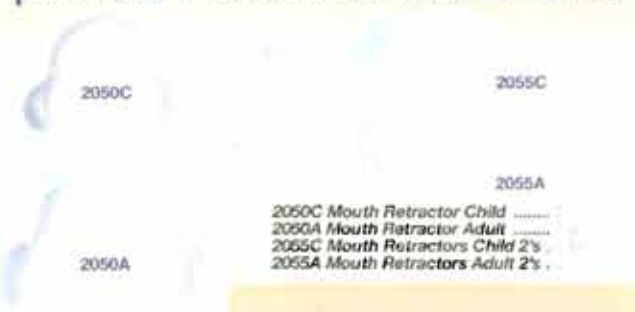 2050C
2055C
2055A
2050C Mouth Retractor Child ........
2050A Mouth Retractor Adult ........
2055C Mouth Retractors Child 2's .
2055A Mouth Retractors Adult 2's .
2050A